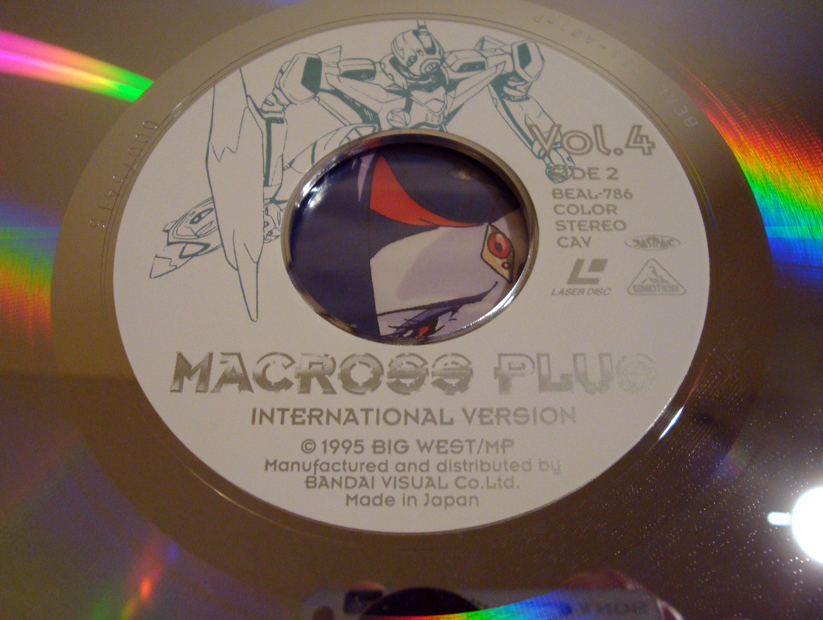 Vol.4
SIDE 2
BEAL-786
COLOR
STEREO
CAV
LASER DISC
EMOTION
MACROSS PLUS
INTERNATIONAL VERSION
© 1995 BIG WEST/MP
Manufactured and distributed by
BANDAI VISUAL Co.Ltd.
Made in Japan